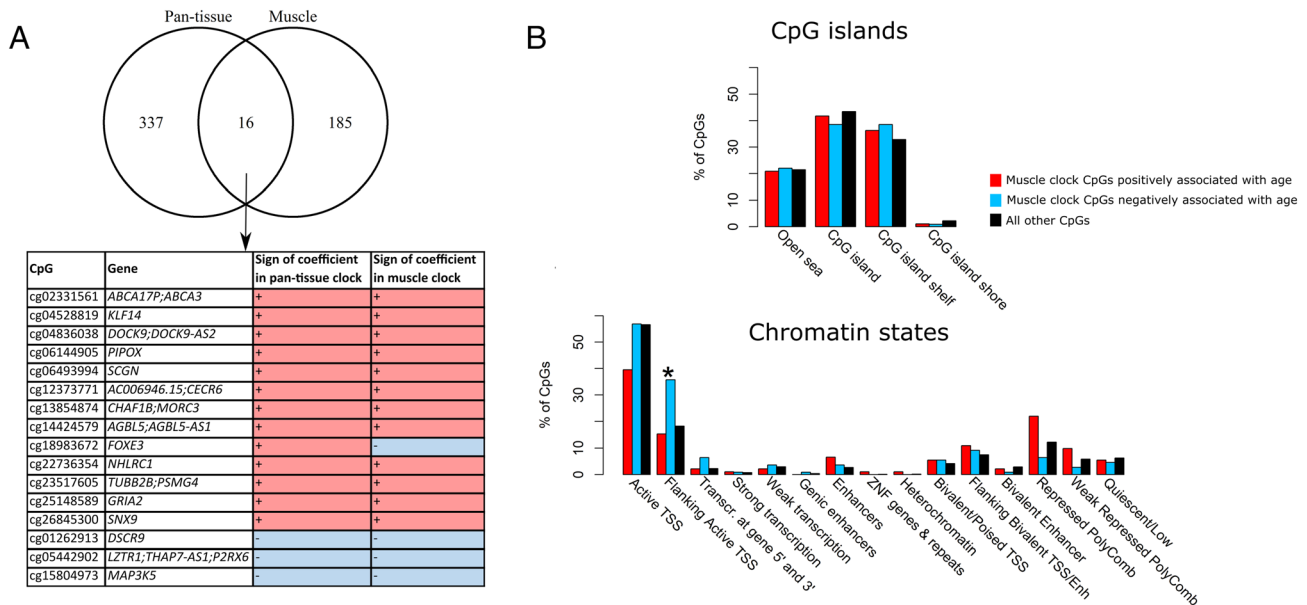 A
Pan-tissue Muscle
337 16 185
CpG Gene Sign of coefficient in pan-tissue clock Sign of coefficient in muscle clock
cg02331561 ABCA17P;ABCA3 + +
cg04528819 KLF14 + +
cg04836038 DOCK9;DOCK9-AS2 + +
cg06144905 PIPOX + +
cg06493994 SCGN + +
cg12373771 AC006946.15;CECR6 + +
cg13854874 CHAF1B;MORC3 + +
cg14424579 AGBL5;AGBL5-AS1 + +
cg18983672 FOXE3 + -
cg22736354 NHLRC1 + +
cg23517605 TUBB2B;PSMG4 + +
cg25148589 GRIA2 + +
cg26845300 SNX9 + +
cg01262913 DSCR9 - -
cg05442902 LZTR1;THAP7-AS1;P2RX6 - -
cg15804973 MAP3K5 - -
B
CpG islands
% of CpGs
50
30
10
0
Open sea
CpG island
CpG island shelf
CpG island shore
Muscle clock CpGs positively associated with age
Muscle clock CpGs negatively associated with age
All other CpGs
Chromatin states
% of CpGs
50
30
10
0
*
Active TSS
Flanking Active TSS
Transcr. at gene 5' and 3'
Strong transcription
Weak transcription
Genic enhancers
Enhancers
ZNF genes & repeats
Heterochromatin
Bivalent/Poised TSS
Flanking Bivalent TSS/Enh
Bivalent Enhancer
Repressed PolyComb
Weak Repressed PolyComb
Quiescent/Low